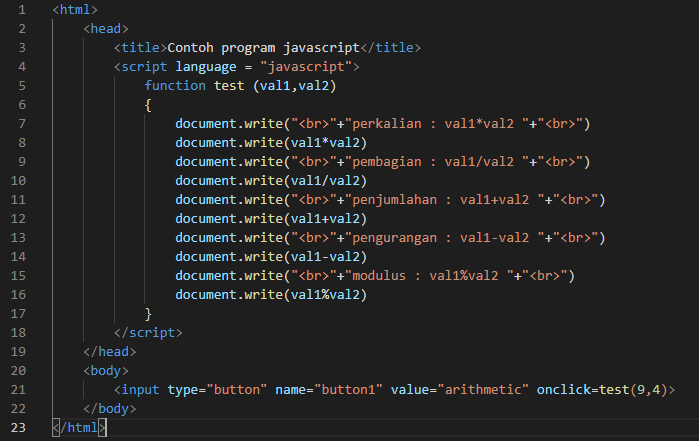 1 <html>
2 <head>
3 <title>Contoh program javascript</title>
4 <script language = "javascript">
5 function test (val1,val2)
6 {
7 document.write("<br>"+"perkalian : val1*val2 "+"<br>")
8 document.write(val1*val2)
9 document.write("<br>"+"pembagian : val1/val2 "+"<br>")
10 document.write(val1/val2)
11 document.write("<br>"+"penjumlahan : val1+val2 "+"<br>")
12 document.write(val1+val2)
13 document.write("<br>"+"pengurangan : val1-val2 "+"<br>")
14 document.write(val1-val2)
15 document.write("<br>"+"modulus : val1%val2 "+"<br>")
16 document.write(val1%val2)
17 }
18 </script>
19 </head>
20 <body>
21 <input type="button" name="button1" value="arithmetic" onclick=test(9,4)>
22 </body>
23 </html>